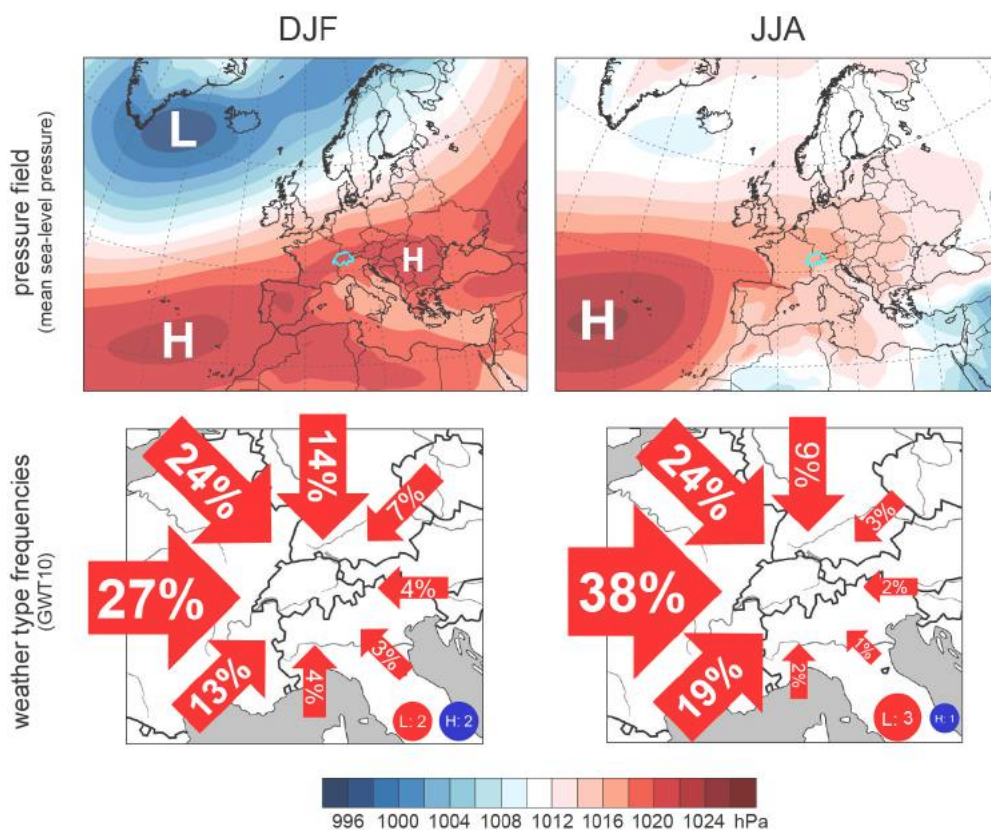 DJF
JJA
pressure field
(mean sea-level pressure)
L
H
H
H
weather type frequencies
(GWT10)
24%
14%
7%
27%
4%
13%
4%
3%
L: 2
H: 2
24%
9%
3%
38%
2%
19%
2%
1%
L: 3
H: 1
996 1000 1004 1008 1012 1016 1020 1024 hPa